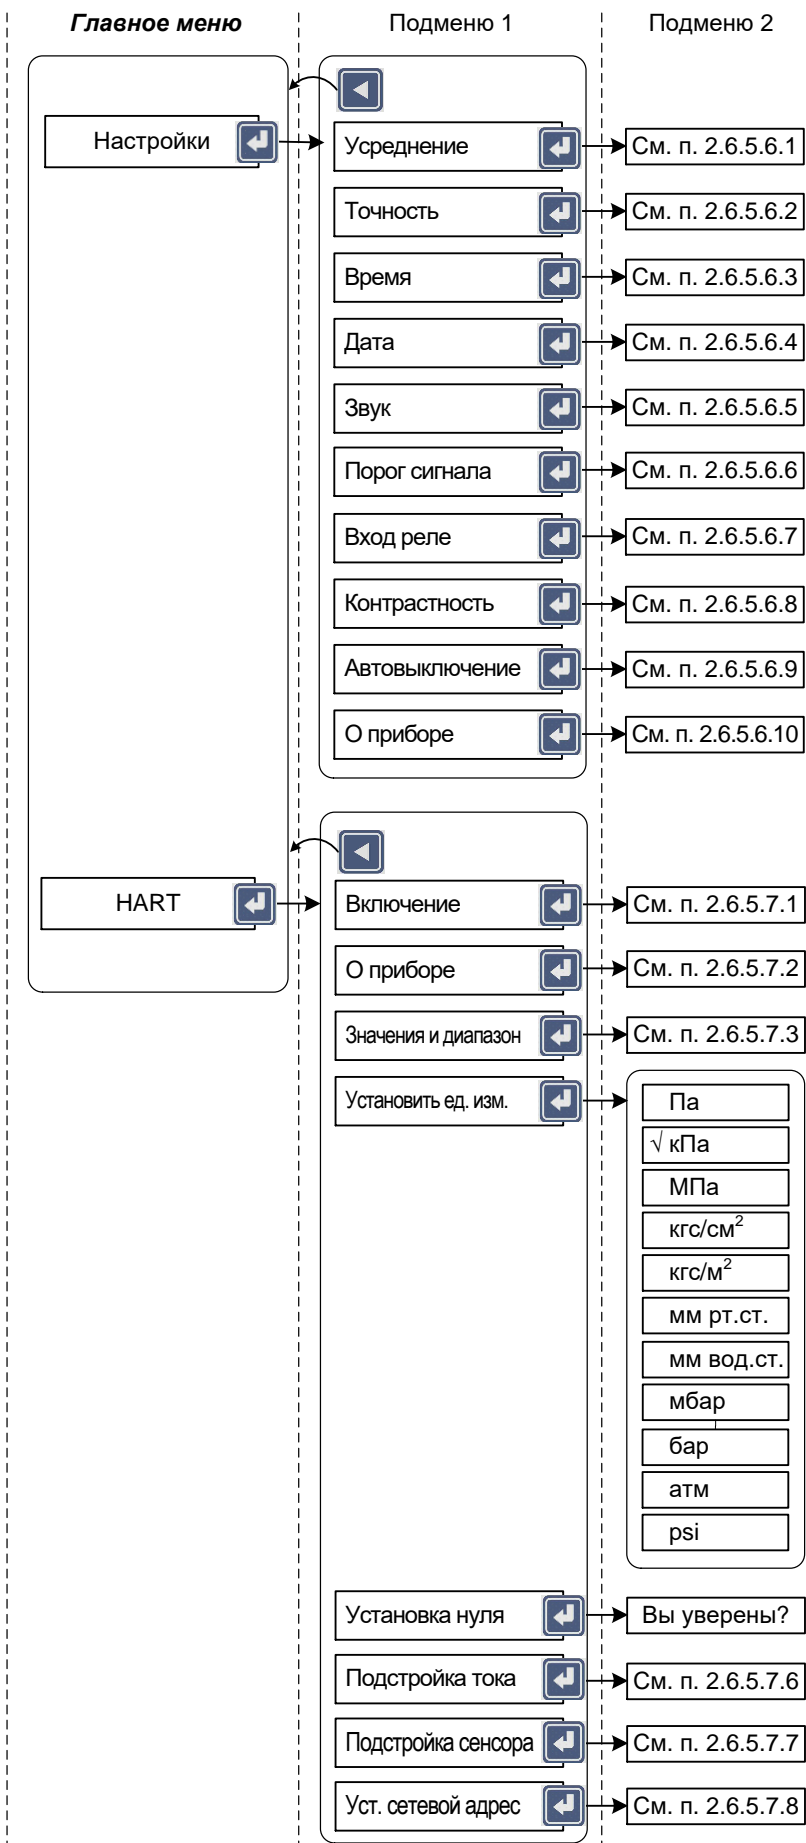 Главное меню
Подменю 1
Подменю 2
Настройки
Усреднение
См. п. 2.6.5.6.1
Точность
См. п. 2.6.5.6.2
Время
См. п. 2.6.5.6.3
Дата
См. п. 2.6.5.6.4
Звук
См. п. 2.6.5.6.5
Порог сигнала
См. п. 2.6.5.6.6
Вход реле
См. п. 2.6.5.6.7
Контрастность
См. п. 2.6.5.6.8
Автовыключение
См. п. 2.6.5.6.9
О приборе
См. п. 2.6.5.6.10
HART
Включение
См. п. 2.6.5.7.1
О приборе
См. п. 2.6.5.7.2
Значения и диапазон
См. п. 2.6.5.7.3
Установить ед. изм.
Па
√ кПа
МПа
кгс/см²
кгс/м²
мм рт.ст.
мм вод.ст.
мбар
бар
атм
psi
Установка нуля
Вы уверены?
Подстройка тока
См. п. 2.6.5.7.6
Подстройка сенсора
См. п. 2.6.5.7.7
Уст. сетевой адрес
См. п. 2.6.5.7.8